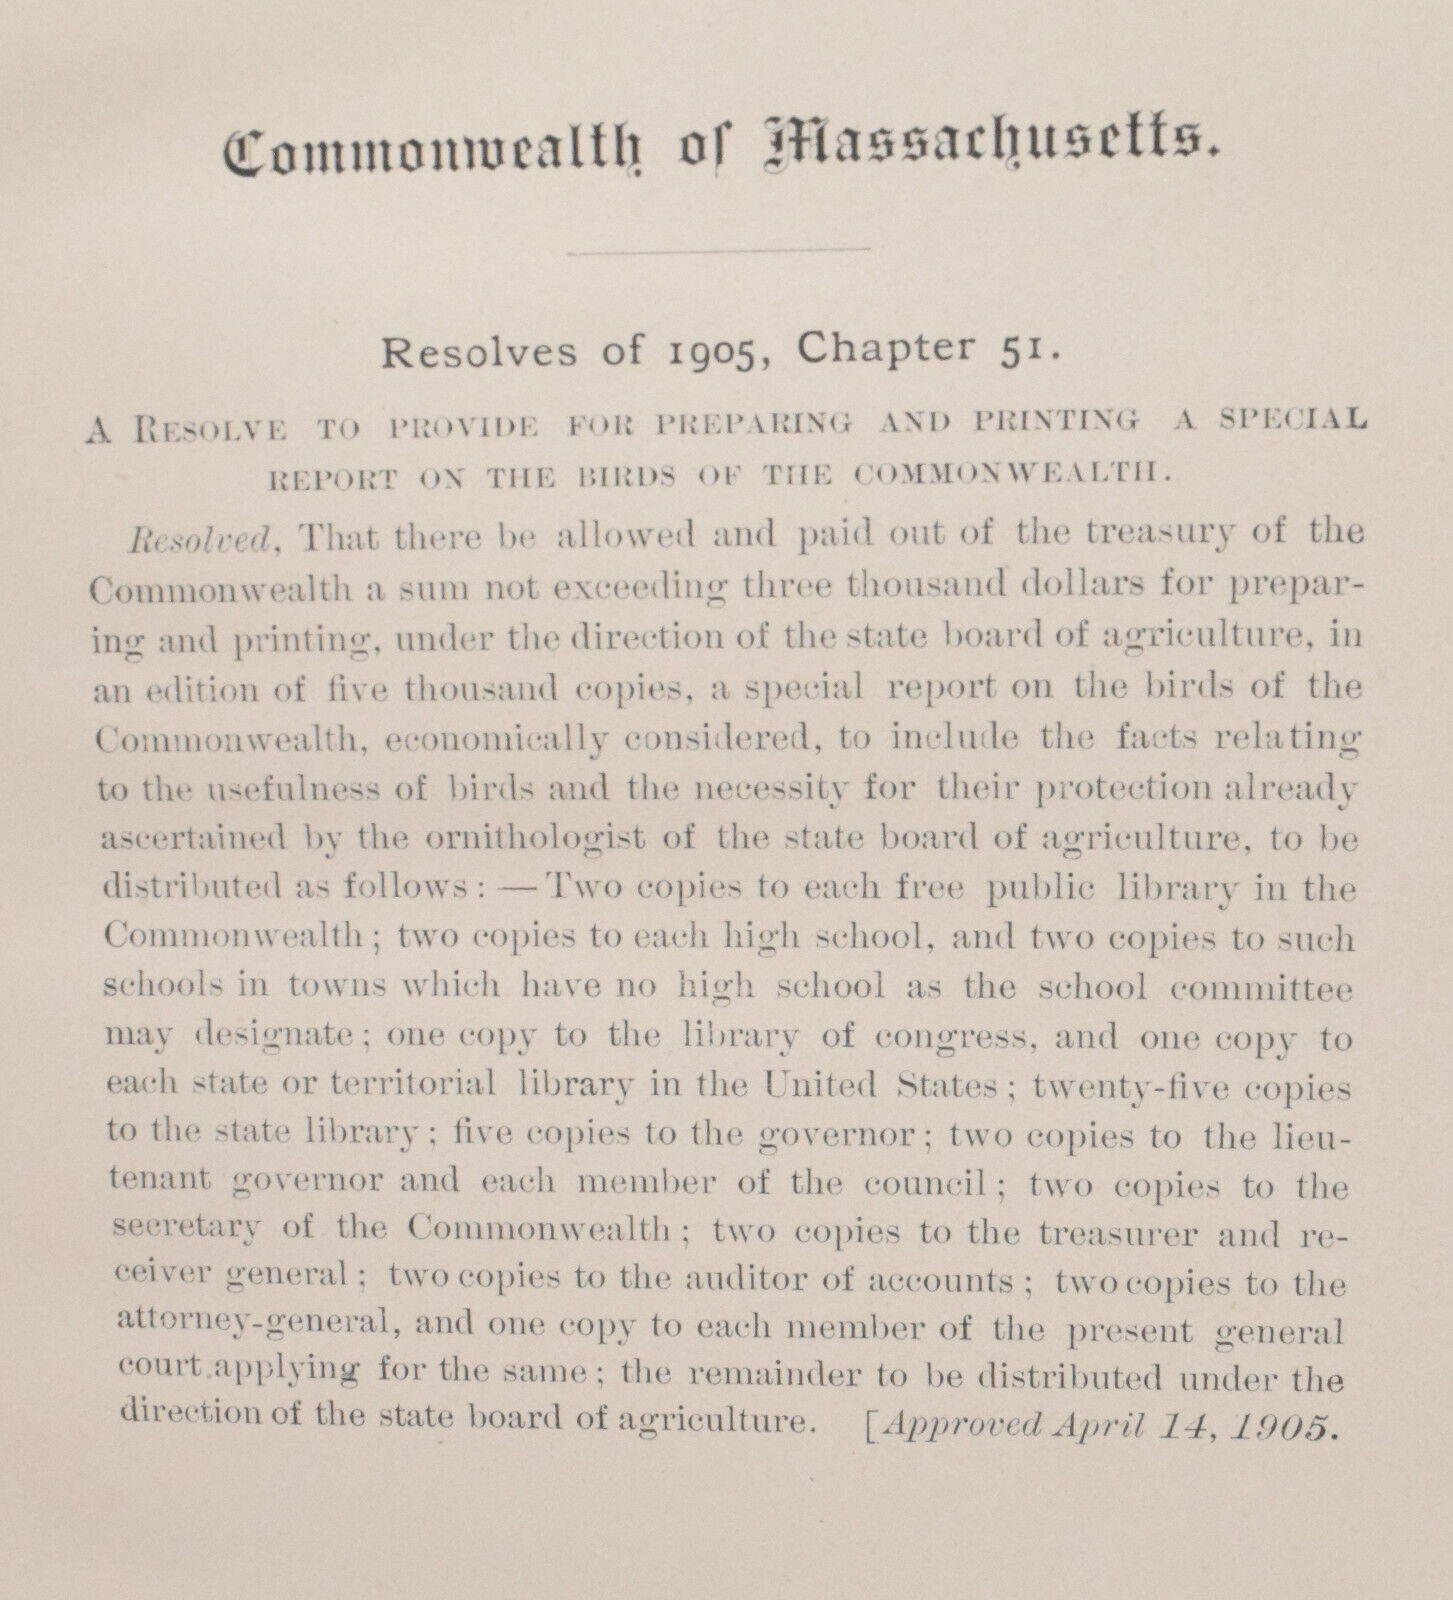 Commonwealth of Massachusetts.
Resolves of 1905, Chapter 51.
A RESOLVE TO PROVIDE FOR PREPARING AND PRINTING A SPECIAL
REPORT ON THE BIRDS OF THE COMMONWEALTH.
Resolved, That there be allowed and paid out of the treasury of the
Commonwealth a sum not exceeding three thousand dollars for prepar-
ing and printing, under the direction of the state board of agriculture, in
an edition of five thousand copies, a special report on the birds of the
Commonwealth, economically considered, to include the facts relating
to the usefulness of birds and the necessity for their protection already
ascertained by the ornithologist of the state board of agriculture, to be
distributed as follows: — Two copies to each free public library in the
Commonwealth; two copies to each high school, and two copies to such
schools in towns which have no high school as the school committee
may designate; one copy to the library of congress, and one copy to
each state or territorial library in the United States; twenty-five copies
to the state library; five copies to the governor; two copies to the lieu-
tenant governor and each member of the council; two copies to the
secretary of the Commonwealth; two copies to the treasurer and re-
ceiver general; two copies to the auditor of accounts; two copies to the
attorney-general, and one copy to each member of the present general
court applying for the same; the remainder to be distributed under the
direction of the state board of agriculture. [Approved April 14, 1905.